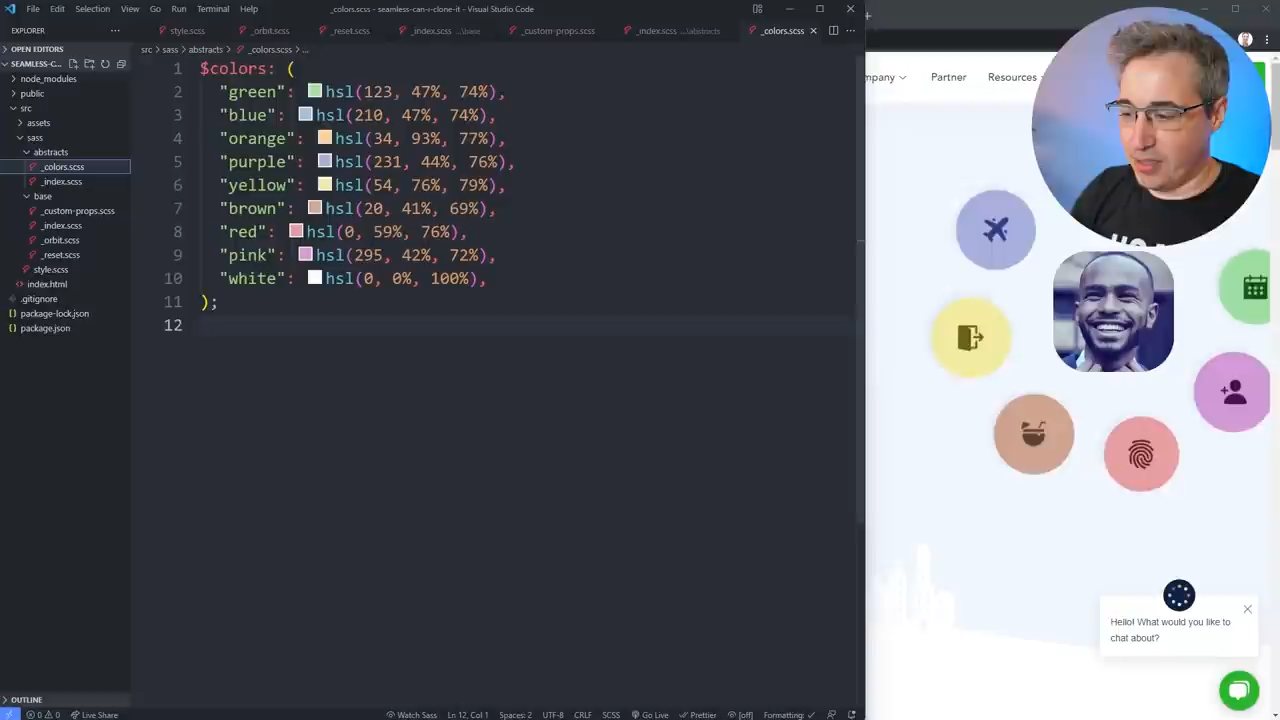 File Edit Selection View Go Run Terminal Help
_colors.scss - seamless-can-i-clone-it - Visual Studio Code
EXPLORER
style.scss _orbit.scss _reset.scss _index.scss ...\base _custom-props.scss _index.scss ...\abstracts _colors.scss
OPEN EDITORS
SEAMLESS-C...
node_modules
public
src
assets
sass
abstracts
_colors.scss
_index.scss
base
_custom-props.scss
_index.scss
_orbit.scss
_reset.scss
style.scss
index.html
.gitignore
package-lock.json
package.json
OUTLINE
src > sass > abstracts > _colors.scss > ...
1 $colors: (
2 "green": hsl(123, 47%, 74%),
3 "blue": hsl(210, 47%, 74%),
4 "orange": hsl(34, 93%, 77%),
5 "purple": hsl(231, 44%, 76%),
6 "yellow": hsl(54, 76%, 79%),
7 "brown": hsl(20, 41%, 69%),
8 "red": hsl(0, 59%, 76%),
9 "pink": hsl(295, 42%, 72%),
10 "white": hsl(0, 0%, 100%),
11 );
12
mpany Partner Resources
Hello! What would you like to
chat about?
0 0 Live Share
Watch Sass Ln 12, Col 1 Spaces: 2 UTF-8 CRLF SCSS Go Live Prettier [off] Formatting: ✓